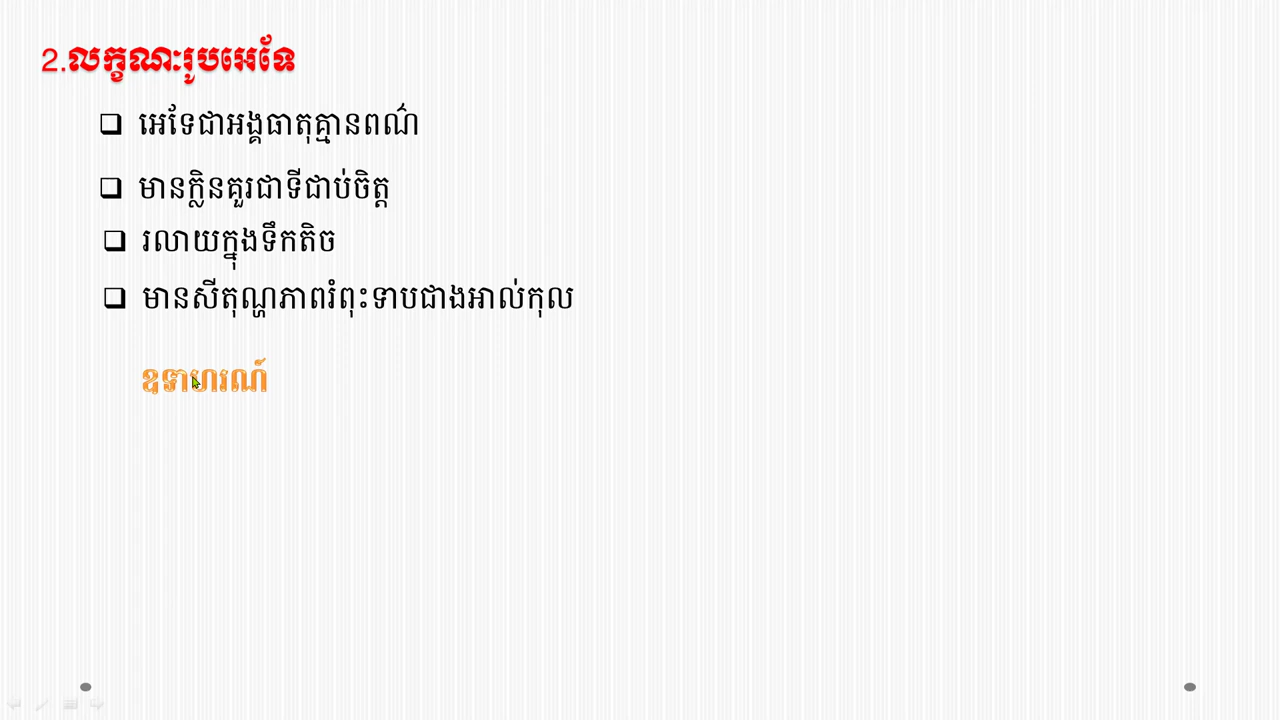 2.លក្ខណៈរូបអេទែ
អេទែជាអង្គធាតុគ្មានពណ៌
មានក្លិនគួរជាទីជាប់ចិត្ត
រលាយក្នុងទឹកតិច
មានសីតុណ្ហភាពរំពុះទាបជាងអាល់កុល
ឧទាហរណ៍